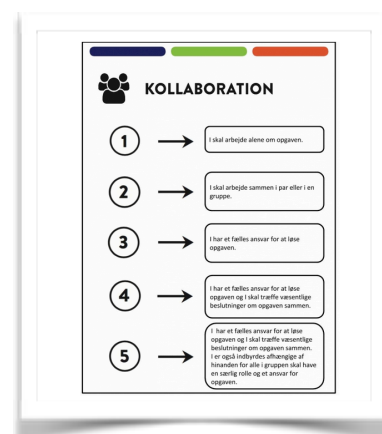 KOLLABORATION
1
I skal arbejde alene om opgaven.
2
I skal arbejde sammen i par eller i en
gruppe.
3
I har et fælles ansvar for at løse
opgaven.
4
I har et fælles ansvar for at løse
opgaven og I skal træffe væsentlige
beslutninger om opgaven sammen.
5
I har et fælles ansvar for at løse
opgaven og I skal træffe væsentlige
beslutninger om opgaven sammen.
I er også indbyrdes afhængige af
hinanden for alle i gruppen skal have
en særlig rolle og et ansvar for
opgaven.